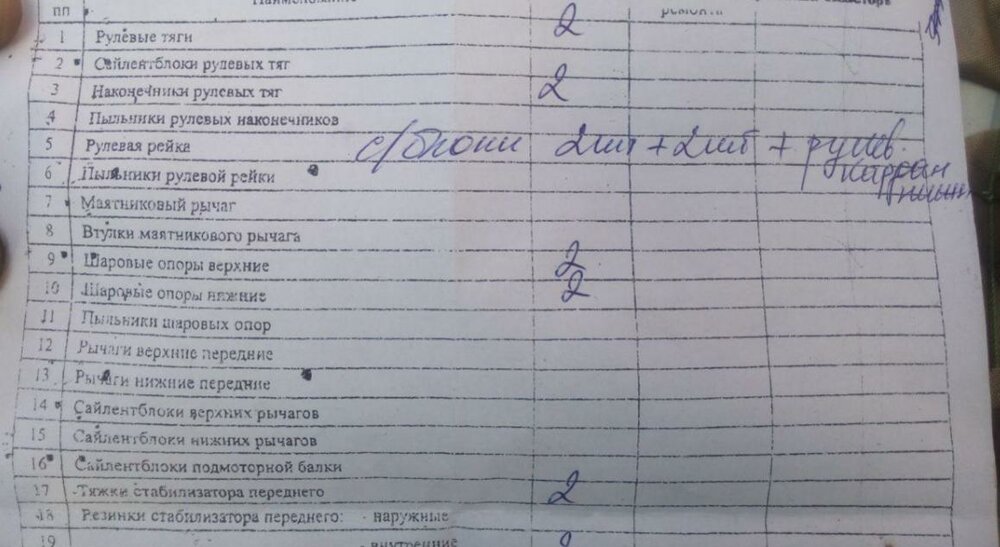 пп Наименование ремонта
1 Рулевые тяги 2
2 Сайлентблоки рулевых тяг
3 Наконечники рулевых тяг 2
4 Пыльники рулевых наконечников
5 Рулевая рейка с/блоки 2шт + 2шт + рулев.
кардан
6 Пыльники рулевой рейки
7 Маятниковый рычаг
8 Втулки маятникового рычага
9 Шаровые опоры верхние 2
10 Шаровые опоры нижние 2
11 Пыльники шаровых опор
12 Рычаги верхние передние
13 Рычаги нижние передние
14 Сайлентблоки верхних рычагов
15 Сайлентблоки нижних рычагов
16 Сайлентблоки подмоторной балки
17 Тяжки стабилизатора переднего 2
18 Резинки стабилизатора переднего: - наружные
19 - внутренние